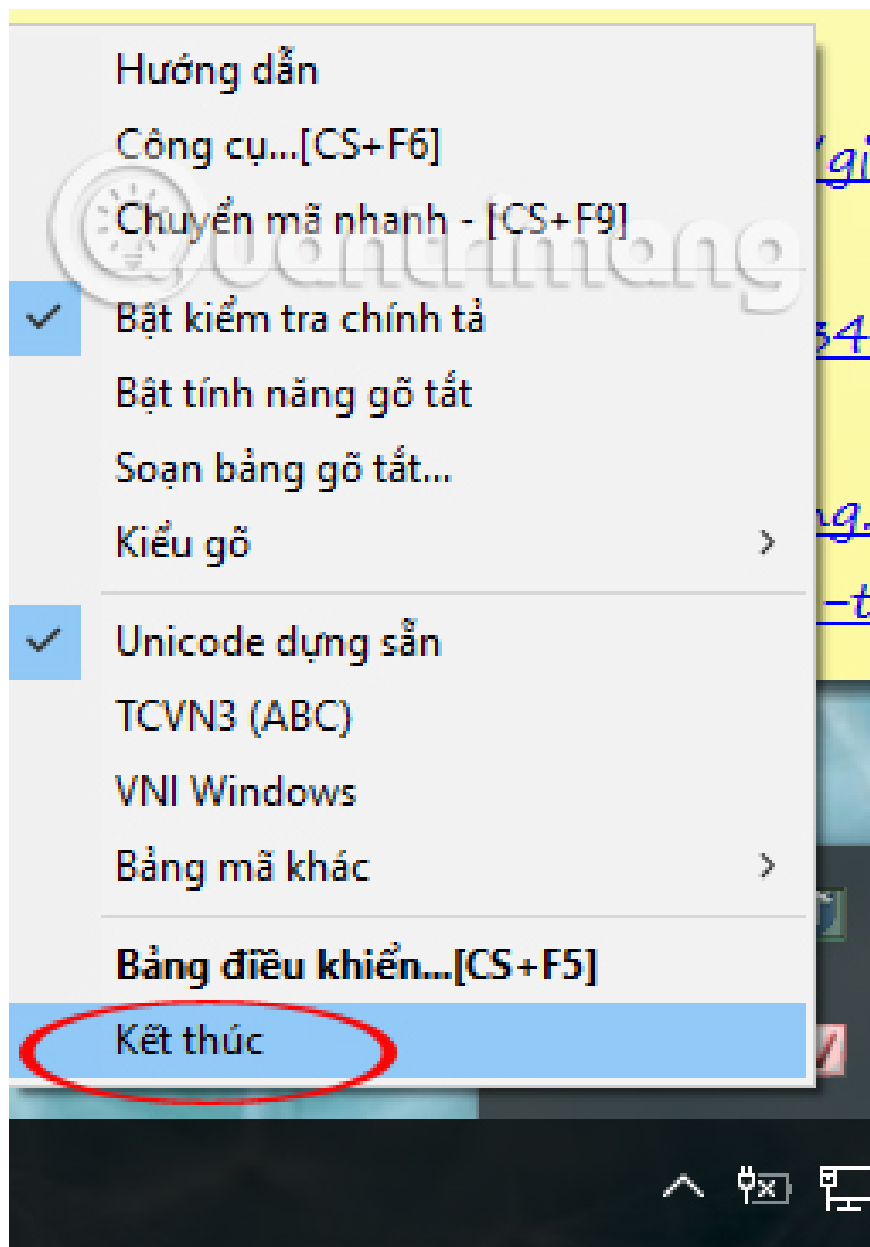 Hướng dẫn
Công cụ...[CS+F6]
Chuyển mã nhanh - [CS+F9]
Quantrimang
Bật kiểm tra chính tả
Bật tính năng gõ tắt
Soạn bảng gõ tắt...
Kiểu gõ
Unicode dựng sẵn
TCVN3 (ABC)
VNI Windows
Bảng mã khác
Bảng điều khiển...[CS+F5]
Kết thúc